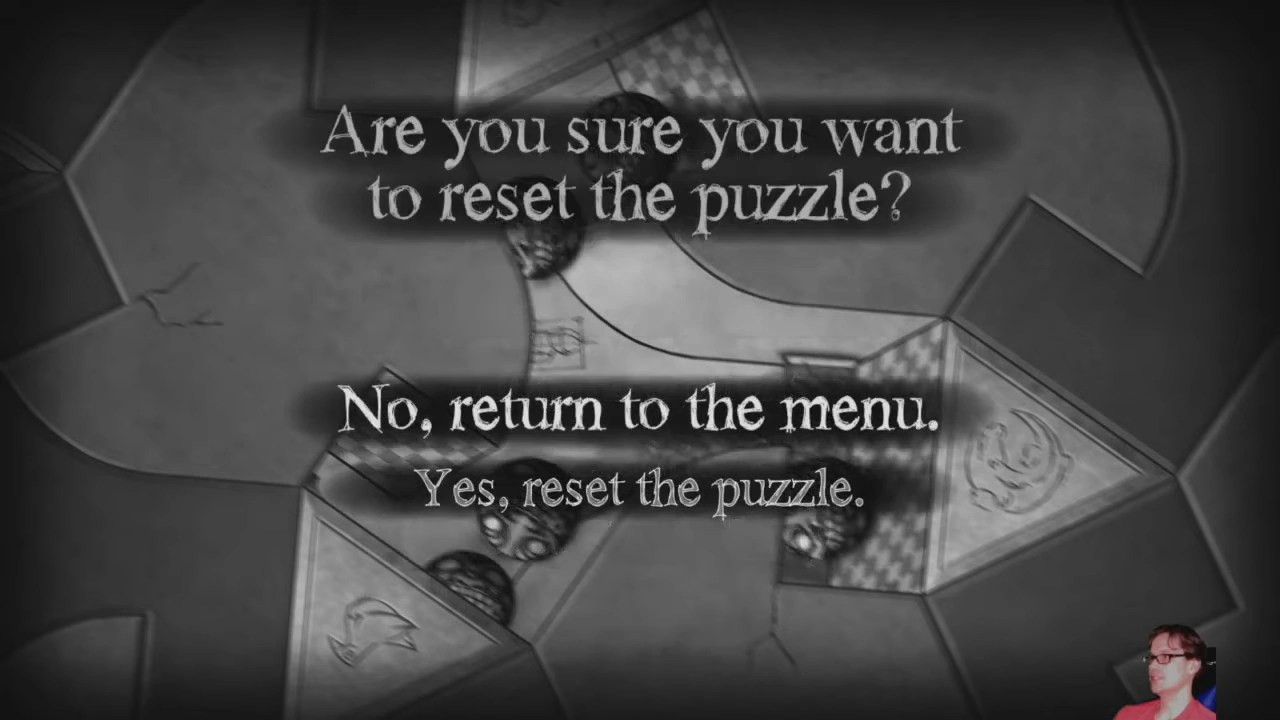 Are you sure you want
to reset the puzzle?
No, return to the menu.
Yes, reset the puzzle.